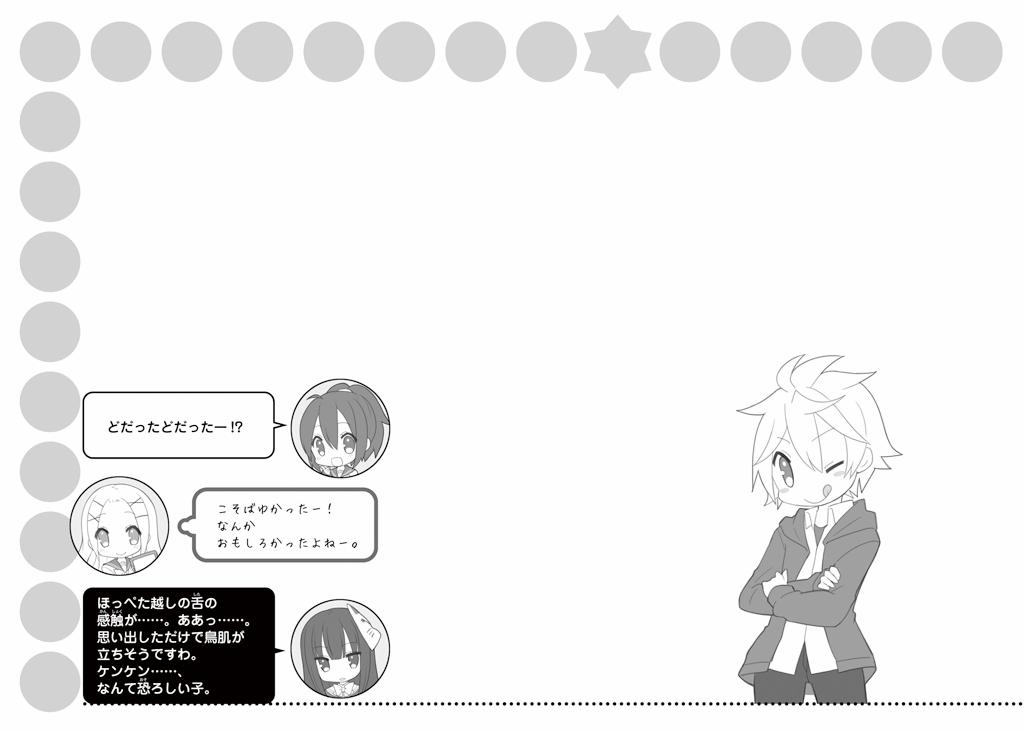 どだったどだったー!?
こそばゆかったー！
なんか
おもしろかったよねー。
ほっぺた越しの舌の
感触が……。ああっ……。
思い出しただけで鳥肌が
立ちそうですわ。
ケンケン……、
なんて恐ろしい子。